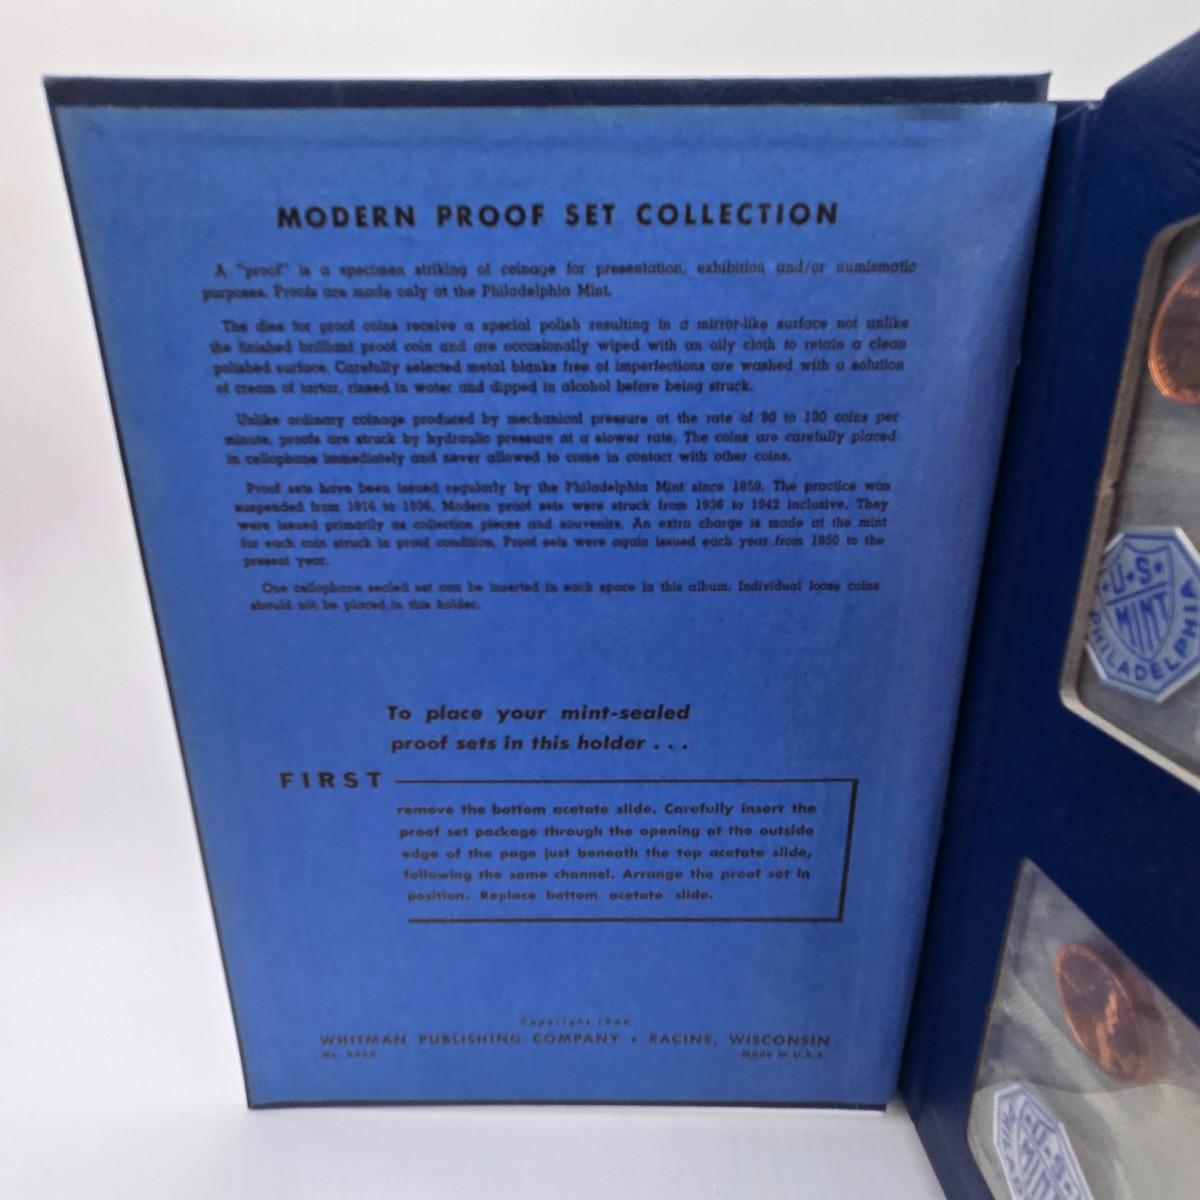 MODERN PROOF SET COLLECTION
A "proof" is a specimen striking of coinage for presentation, exhibition and/or numismatic
purposes. Proofs are made only at the Philadelphia Mint.
The dies for proof coins receive a special polish resulting in a mirror-like surface not unlike
the finished brilliant proof coin and are occasionally wiped with an oily cloth to retain a clean
polished surface. Carefully selected metal blanks free of imperfections are washed with a solution
of cream of tartar, rinsed in water and dipped in alcohol before being struck.
Unlike ordinary coinage produced by mechanical pressure at the rate of 90 to 130 coins per
minute, proofs are struck by hydraulic pressure at a slower rate. The coins are carefully placed
in cellophane immediately and never allowed to come in contact with other coins.
Proof sets have been issued regularly by the Philadelphia Mint since 1859. The practice was
suspended from 1916 to 1936. Modern proof sets were struck from 1936 to 1942 inclusive. They
were issued primarily as collection pieces and souvenirs. An extra charge is made at the mint
for each coin struck in proof condition. Proof sets were again issued each year from 1950 to the
present year.
One cellophane sealed set can be inserted in each space in this album. Individual loose coins
should not be placed in this holder.
To place your mint-sealed
proof sets in this holder . . .
FIRST
remove the bottom acetate slide. Carefully insert the
proof set package through the opening at the outside
edge of the page just beneath the top acetate slide,
following the same channel. Arrange the proof set in
position. Replace bottom acetate slide.
Copyright
WHITMAN PUBLISHING COMPANY • RACINE, WISCONSIN
No. Made in U.S.A.
U·S·
MINT
PHILADELPHIA
U·S·
MINT